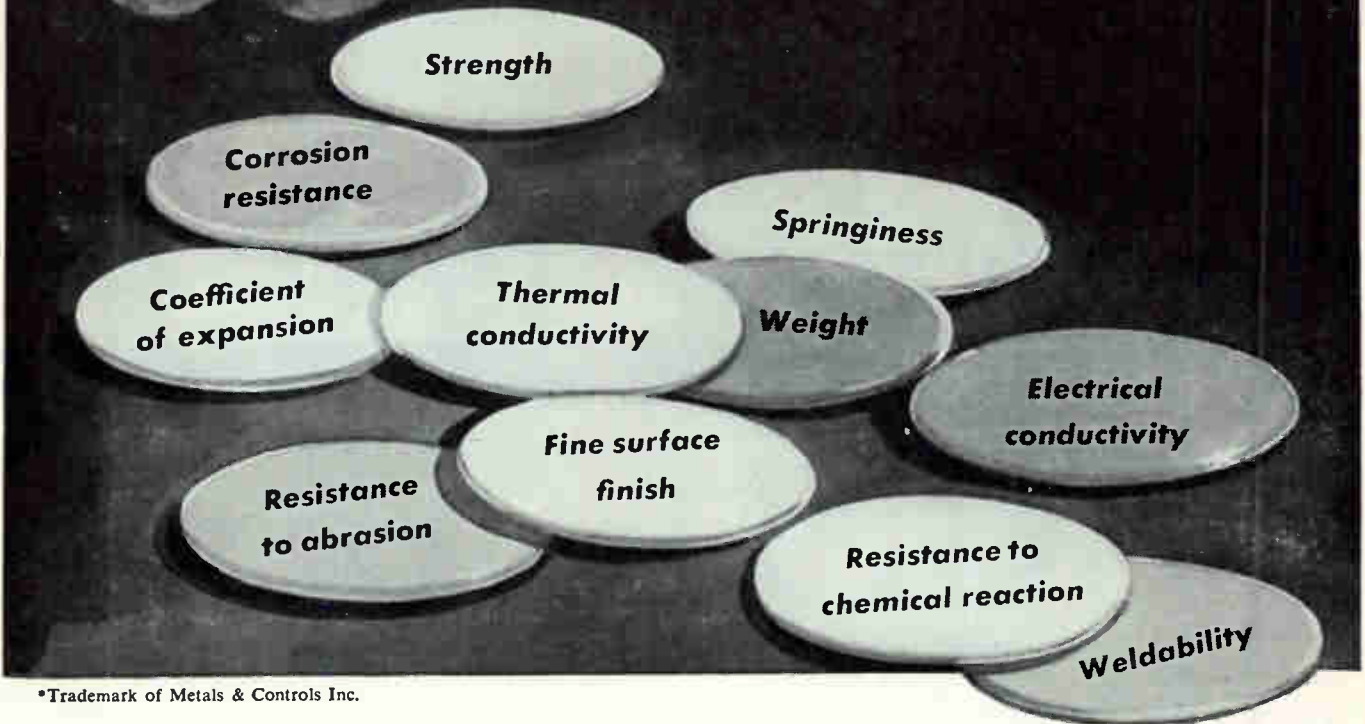 Strength
Corrosion
resistance
Springiness
Coefficient
of expansion
Thermal
conductivity
Weight
Electrical
conductivity
Fine surface
finish
Resistance
to abrasion
Resistance to
chemical reaction
Weldability
*Trademark of Metals & Controls Inc.